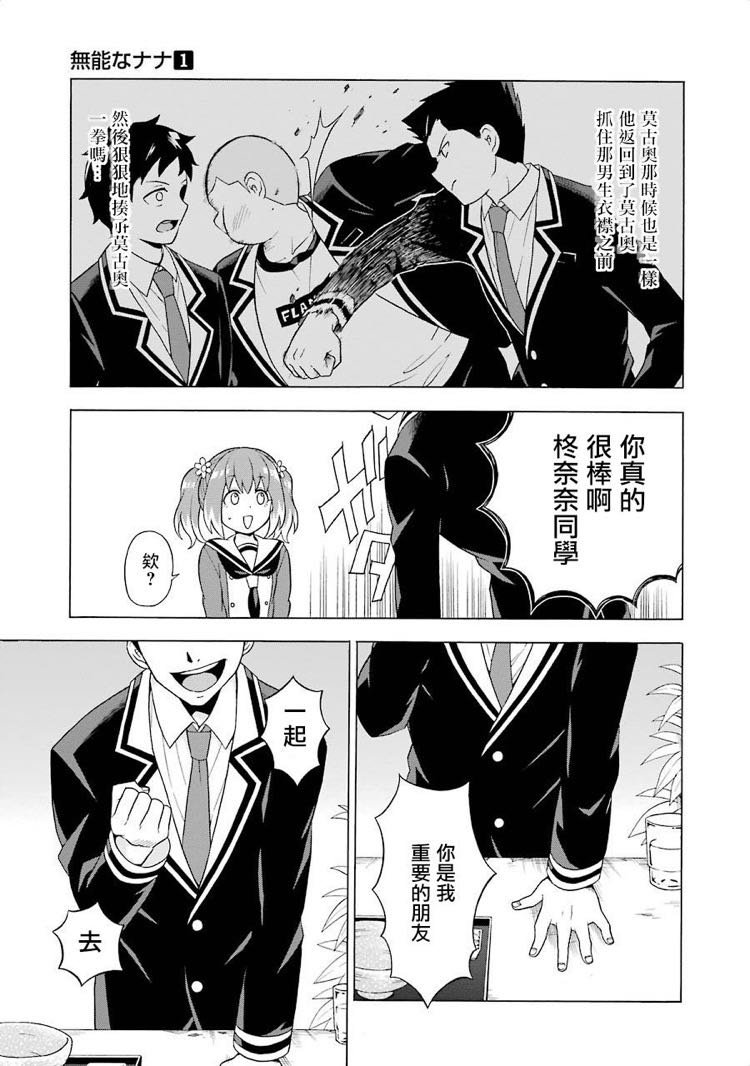 無能なナナ1
莫古奧那時候也是一樣
他返回到了莫古奧
抓住那男生衣襟之前
然後狠狠地揍了莫古奧
一拳嗎…
FLAN
你真的
很棒啊
柊奈奈同學
欸?
你是我
重要的朋友
一起
去